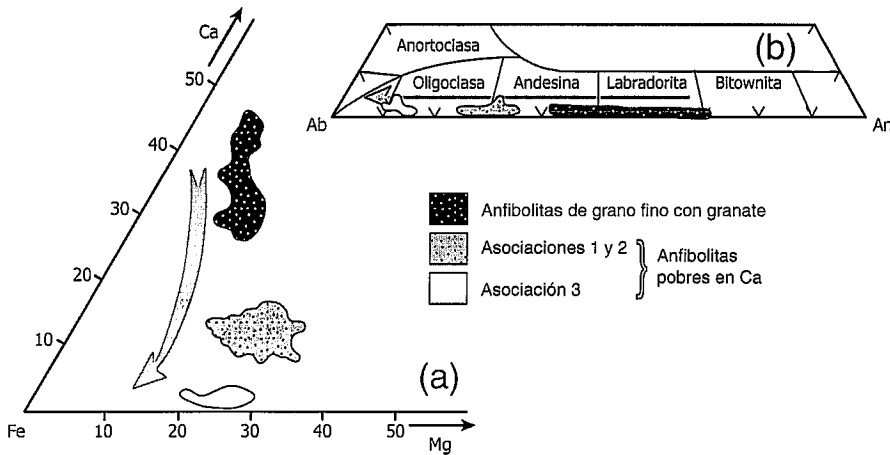 Ca
50
40
30
20
10
Fe
10
20
30
40
50
Mg
(a)
Anortoclasa
(b)
Oligoclasa
Andesina
Labradorita
Bitownita
Ab
An
Anfibolitas de grano fino con granate
Asociaciones 1 y 2
Asociación 3
Anfibolitas
pobres en Ca